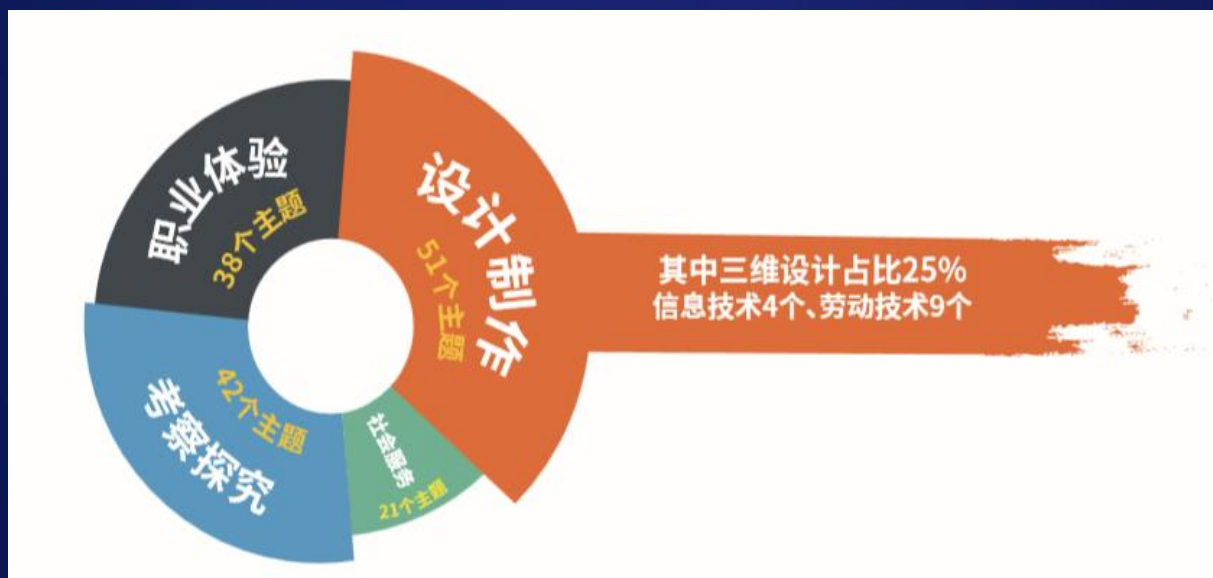 职业体验
38个主题
设计制作
51个主题
其中三维设计占比25%
信息技术4个、劳动技术9个
考察探究
42个主题
社会服务
21个主题